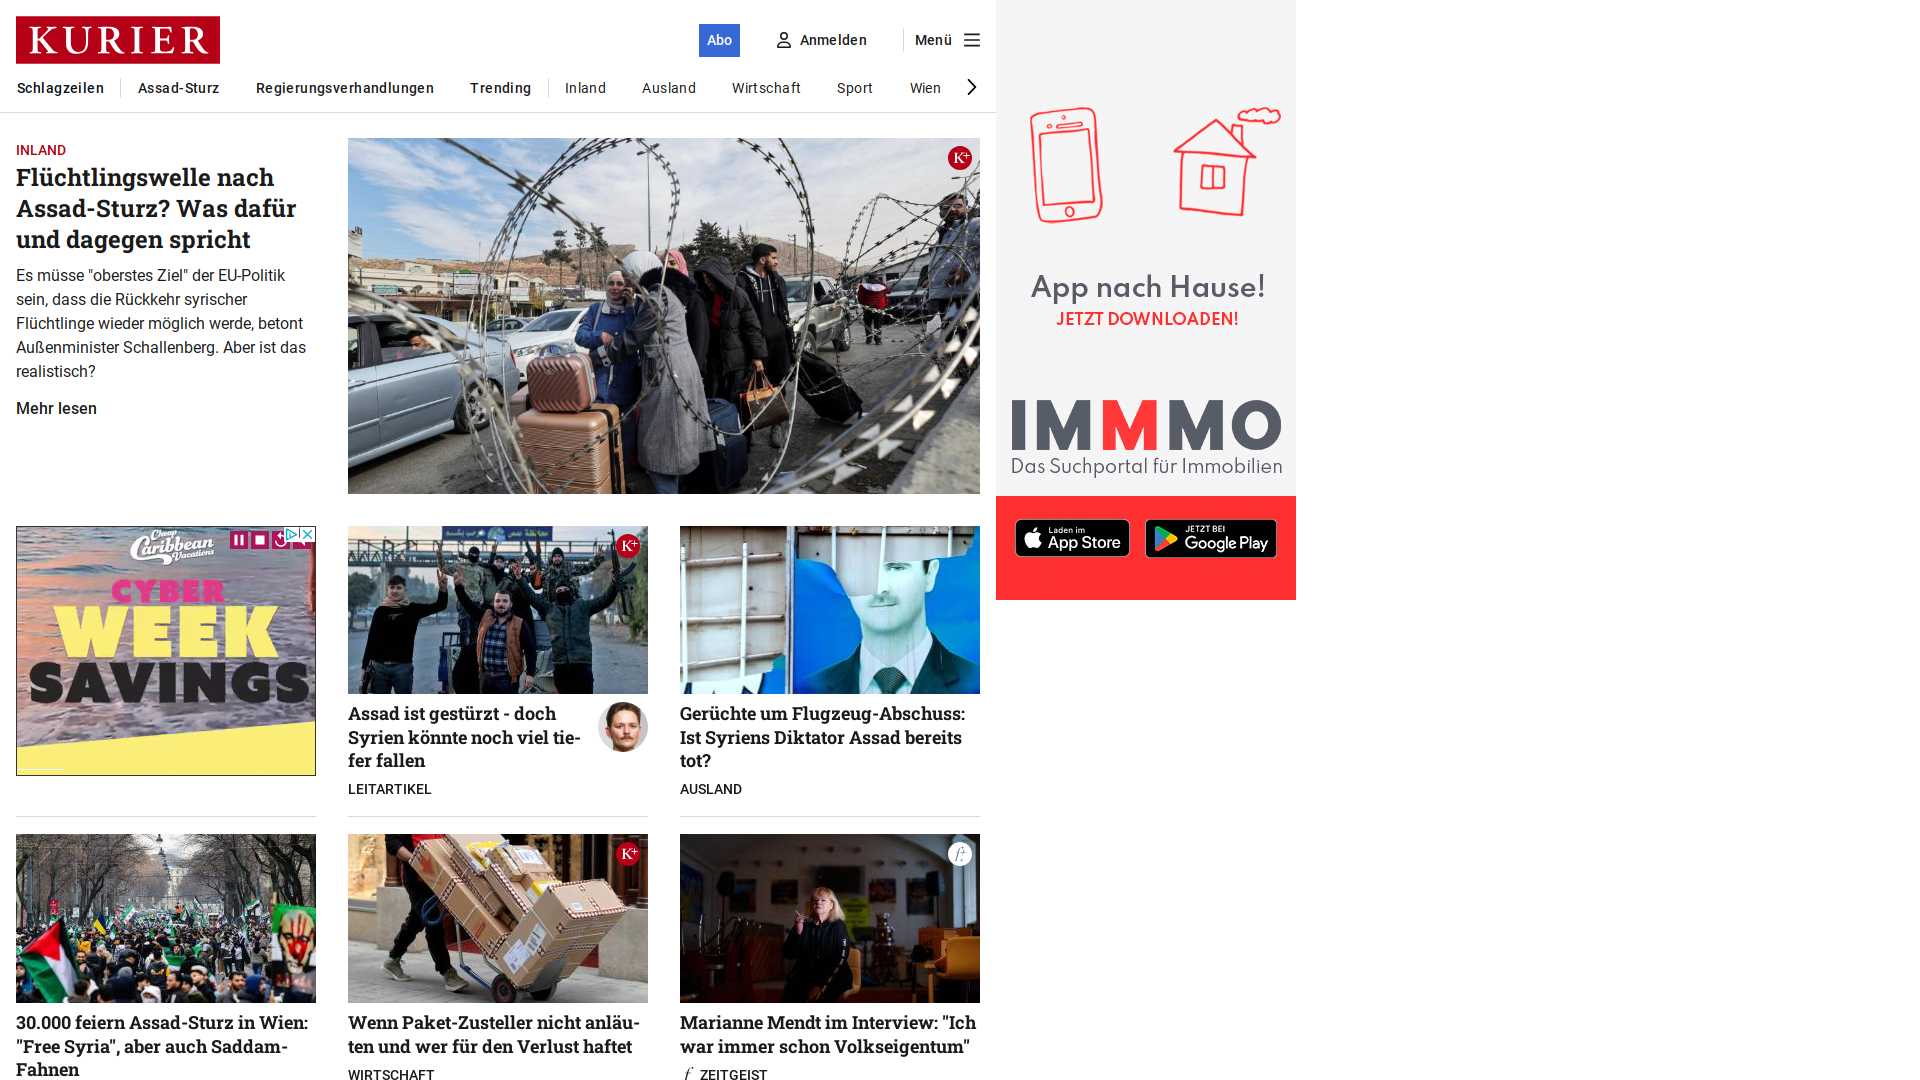 KURIER
Abo
Anmelden
Menü
Schlagzeilen
Assad-Sturz
Regierungsverhandlungen
Trending
Inland
Ausland
Wirtschaft
Sport
Wien
INLAND
Flüchtlingswelle nach
Assad-Sturz? Was dafür
und dagegen spricht
Es müsse "oberstes Ziel" der EU-Politik
sein, dass die Rückkehr syrischer
Flüchtlinge wieder möglich werde, betont
Außenminister Schallenberg. Aber ist das
realistisch?
Mehr lesen
K+
App nach Hause!
JETZT DOWNLOADEN!
IMMMO
Das Suchportal für Immobilien
Laden im
App Store
JETZT BEI
Google Play
Cheap
Caribbean
Vacations
CYBER
WEEK
SAVINGS
K+
Assad ist gestürzt - doch
Syrien könnte noch viel tie-
fer fallen
LEITARTIKEL
Gerüchte um Flugzeug-Abschuss:
Ist Syriens Diktator Assad bereits
tot?
AUSLAND
30.000 feiern Assad-Sturz in Wien:
"Free Syria", aber auch Saddam-
Fahnen
K+
Wenn Paket-Zusteller nicht anläu-
ten und wer für den Verlust haftet
WIRTSCHAFT
f+
Marianne Mendt im Interview: "Ich
war immer schon Volkseigentum"
f ZEITGEIST